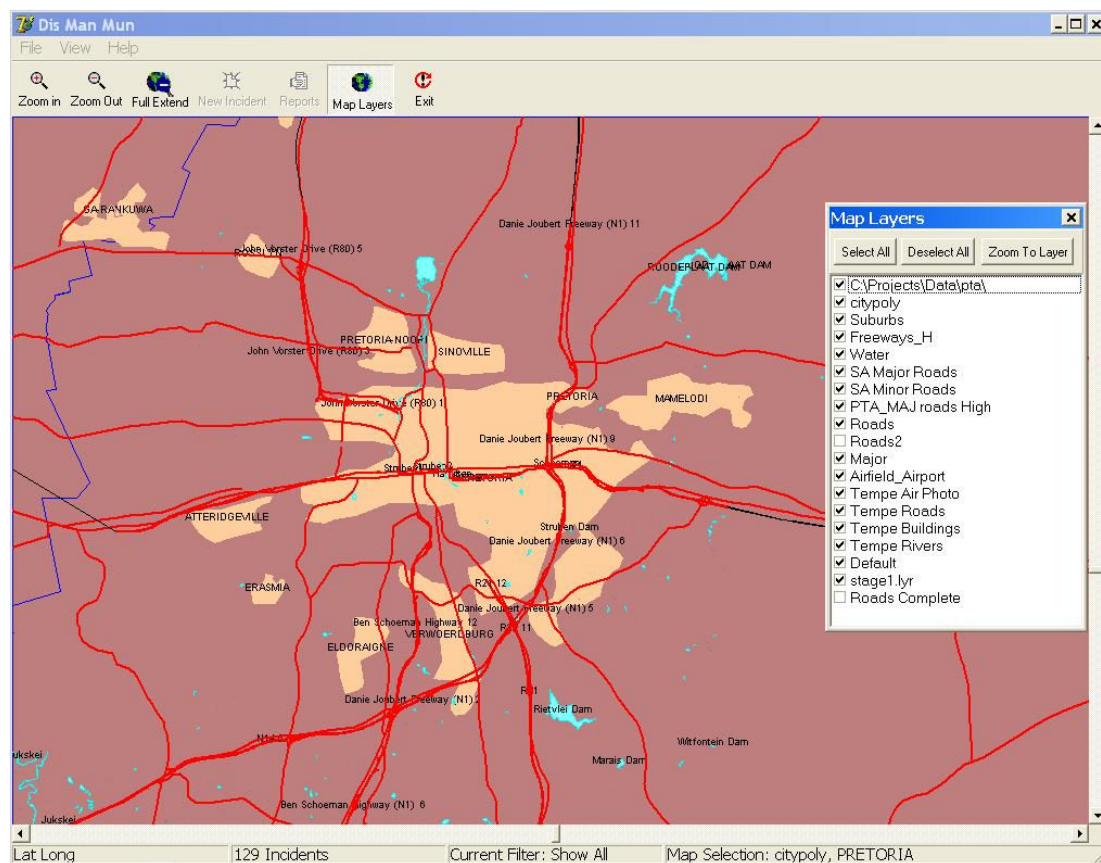 Dis Man Mun
File View Help
Zoom in Zoom Out Full Extend New Incident Reports Map Layers Exit
GA-RANKUWA
Danie Joubert Freeway (N1) 11
John Vorster Drive (R80) 5
ROODEPLAAT DAM
PRETORIA-NOORD
John Vorster Drive (R80) 3
SINOVILLE
PRETORIA
MAMELODI
John Vorster Drive (R80) 1
Danie Joubert Freeway (N1) 9
ATTERIDGEVILLE
Struben Dam
Danie Joubert Freeway (N1) 6
ERASMIA
R21 12
Danie Joubert Freeway (N1) 5
Ben Schoeman Highway 12
VERWOERDBURG
ELDORAIGNE
Danie Joubert Freeway (N1) 2
Rietvlei Dam
Witfontein Dam
Marais Dam
Ben Schoeman Highway (N1) 6
Jukskei
Map Layers
Select All Deselect All Zoom To Layer
C:\Projects\Data\pta\
citypoly
Suburbs
Freeways_H
Water
SA Major Roads
SA Minor Roads
PTA_MAJ roads High
Roads
Roads2
Major
Airfield_Airport
Tempe Air Photo
Tempe Roads
Tempe Buildings
Tempe Rivers
Default
stage1.lyr
Roads Complete
Lat Long 129 Incidents Current Filter: Show All Map Selection: citypoly, PRETORIA